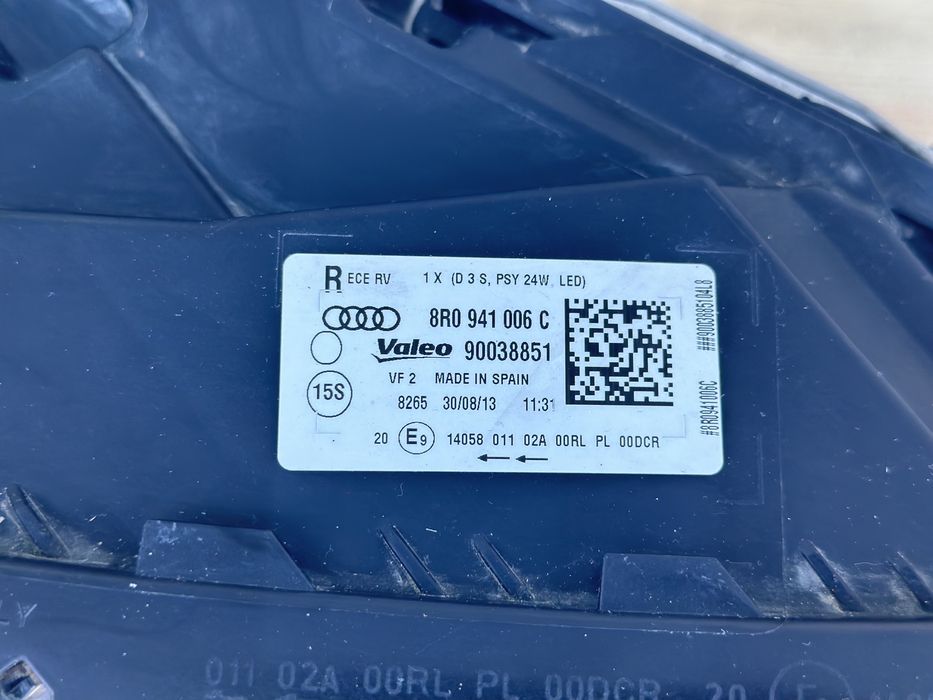 R ECE RV 1 X (D 3 S, PSY 24W LED)
8R0 941 006 C
Valeo 90038851
VF 2 MADE IN SPAIN
15S
8265 30/08/13 11:31
20 E9 14058 011 02A 00RL PL 00DCR
#8R0941006C ###9003885104L8
011 02A 00RL PL 00DCR 20 E